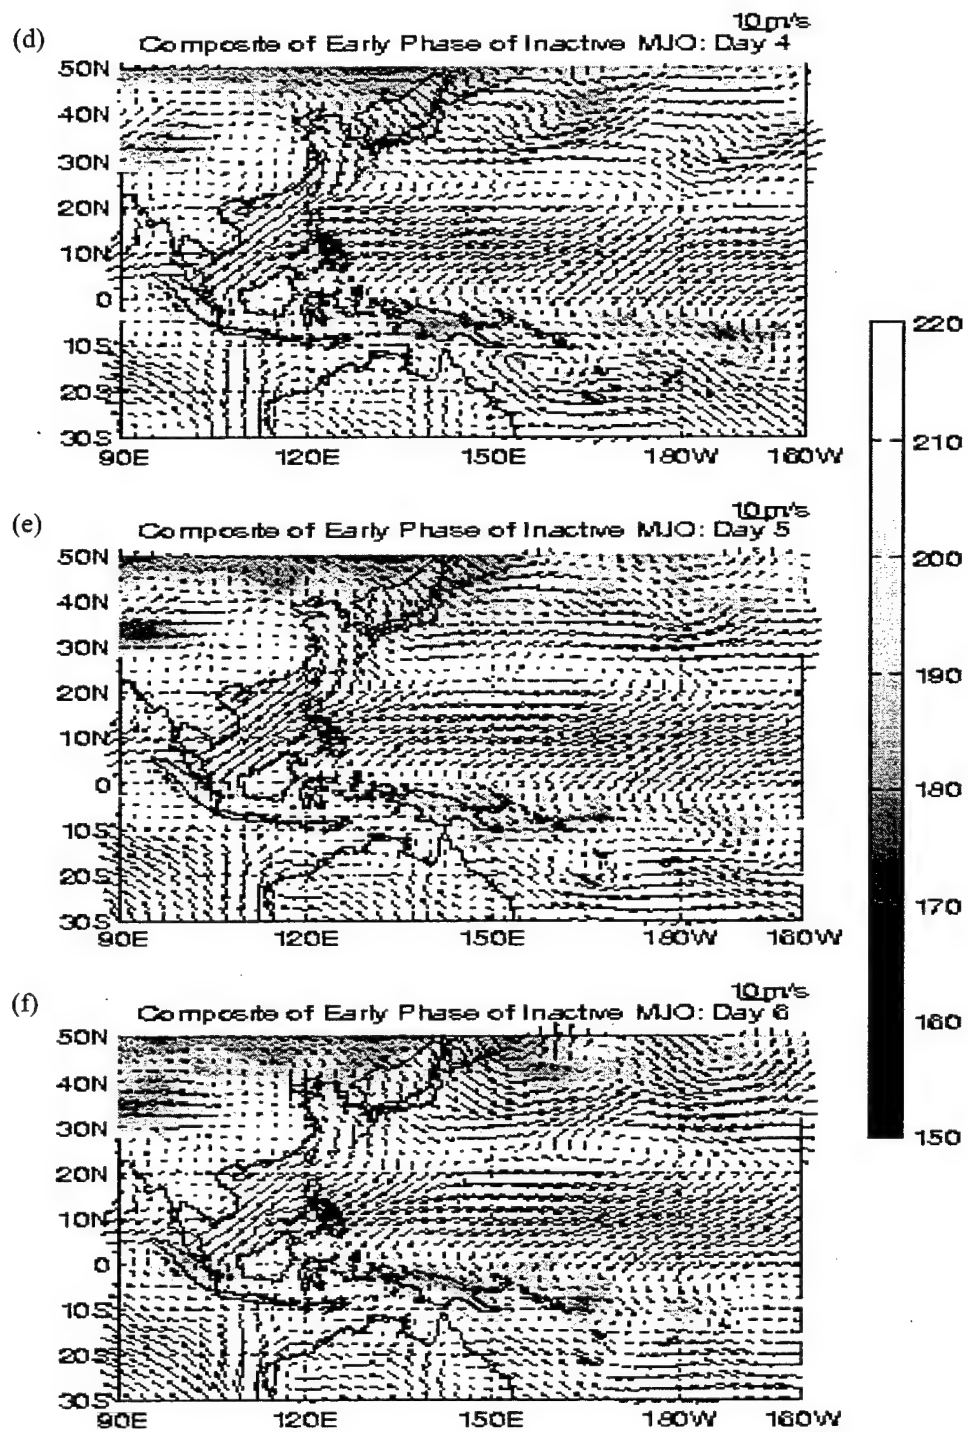 (d)
10 m/s
Composite of Early Phase of Inactive MJO: Day 4
50N
40N
30N
20N
10N
0
10S
20S
30S
90E 120E 150E 180W 160W
(e)
10 m/s
Composite of Early Phase of Inactive MJO: Day 5
50N
40N
30N
20N
10N
0
10S
20S
30S
90E 120E 150E 180W 160W
(f)
10 m/s
Composite of Early Phase of Inactive MJO: Day 6
50N
40N
30N
20N
10N
0
10S
20S
30S
90E 120E 150E 180W 160W
220
210
200
190
180
170
160
150